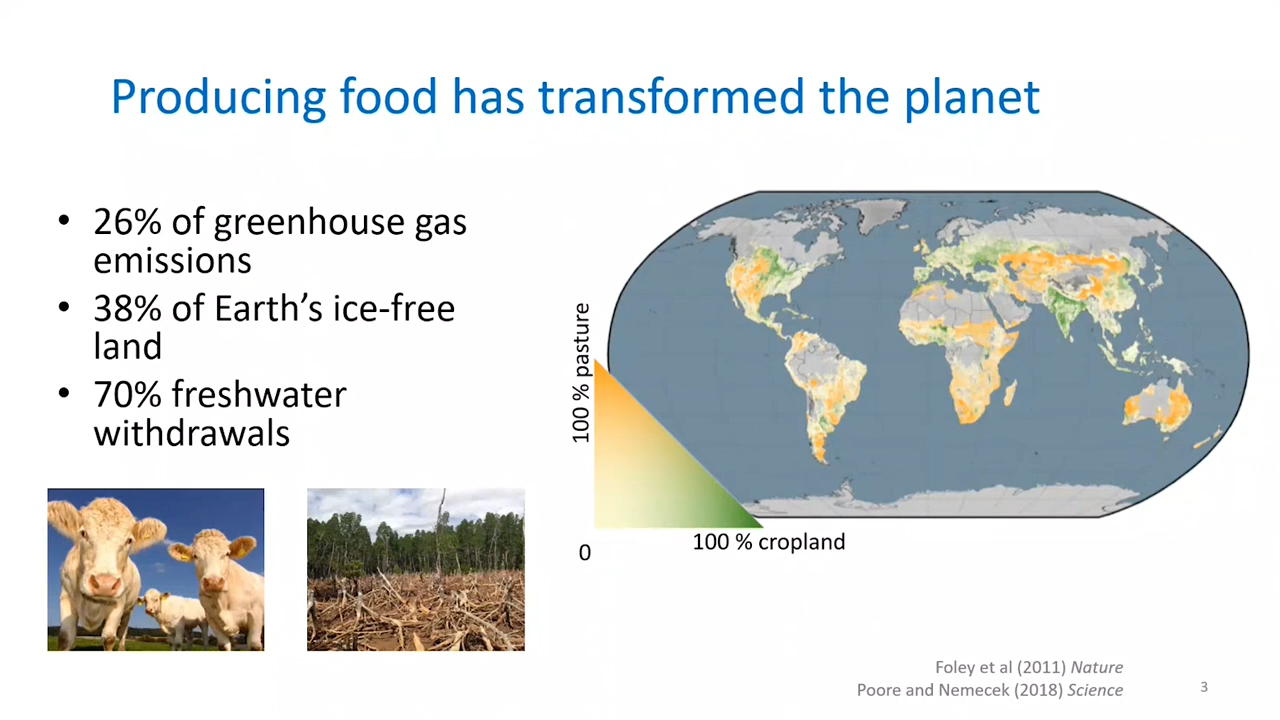 Producing food has transformed the planet
• 26% of greenhouse gas
emissions
• 38% of Earth’s ice-free
land
• 70% freshwater
withdrawals
100 % pasture
0
100 % cropland
Foley et al (2011) Nature
Poore and Nemecek (2018) Science
3